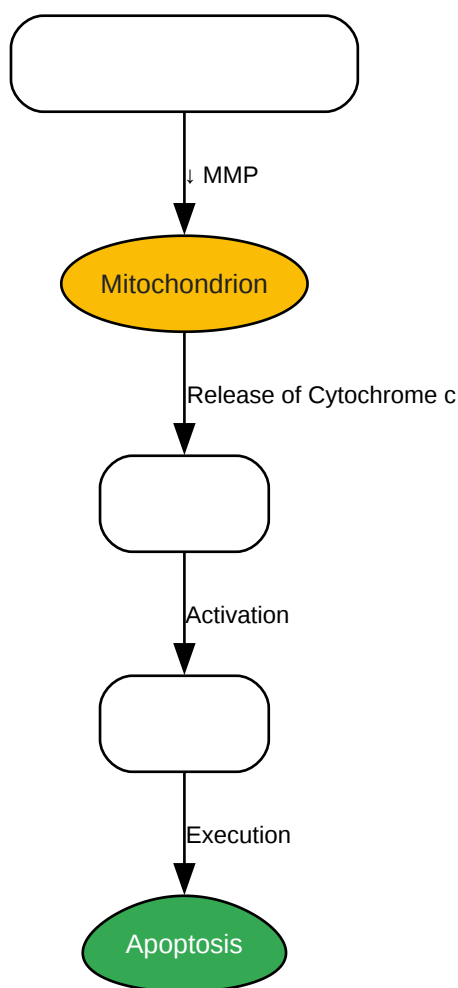 ↓ MMP
Mitochondrion
Release of Cytochrome c
Activation
Execution
Apoptosis